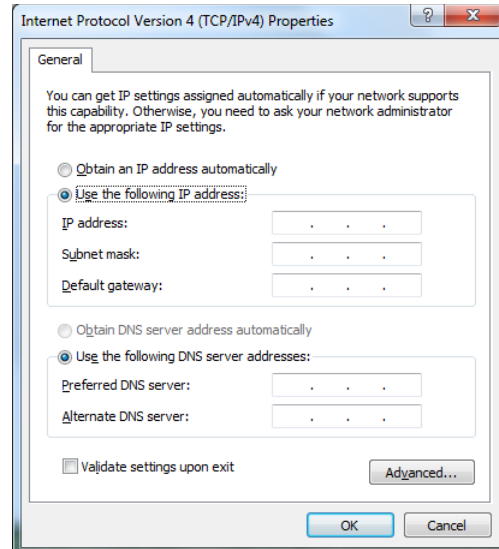 Internet Protocol Version 4 (TCP/IPv4) Properties
?
X
General
You can get IP settings assigned automatically if your network supports
this capability. Otherwise, you need to ask your network administrator
for the appropriate IP settings.
Obtain an IP address automatically
Use the following IP address:
IP address: . . .
Subnet mask: . . .
Default gateway: . . .
Obtain DNS server address automatically
Use the following DNS server addresses:
Preferred DNS server: . . .
Alternate DNS server: . . .
Validate settings upon exit
Advanced...
OK Cancel